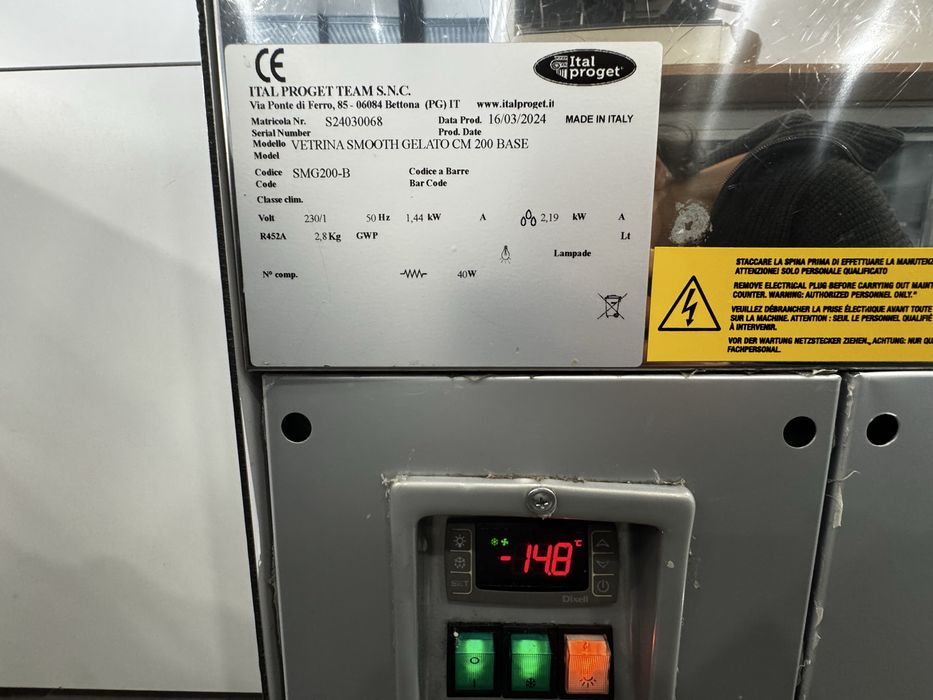 CE
Ital
proget
ITAL PROGET TEAM S.N.C.
Via Ponte di Ferro, 85 - 06084 Bettona (PG) IT www.italproget.it
Matricola Nr. S24030068 Data Prod. 16/03/2024 MADE IN ITALY
Serial Number Prod. Date
Modello VETRINA SMOOTH GELATO CM 200 BASE
Model
Codice SMG200-B Codice a Barre
Code Bar Code
Classe clim.
Volt 230/1 50 Hz 1,44 kW A 2,19 kW A
R452A 2,8 Kg GWP Lt
Lampade
N° comp. 40W
STACCARE LA SPINA PRIMA DI EFFETTUARE LA
ATTENZIONE! SOLO PERSONALE QUALIFICATO
REMOVE ELECTRICAL PLUG BEFORE CARRYING OUT
COUNTER. WARNING: AUTHORIZED PERSONNEL ONLY."
VEUILLEZ DÉBRANCHER LA PRISE ÉLECTRIQUE AVANT TOUTE
SUR LA MACHINE. ATTENTION : SEUL LE PERSONNEL QUALIFIÉ
À INTERVENIR.
VOR DER WARTUNG NETZSTECKER ZIEHEN. „ACHTUNG: NUR
FACHPERSONAL.
-14.8 °C
SET
Dixell